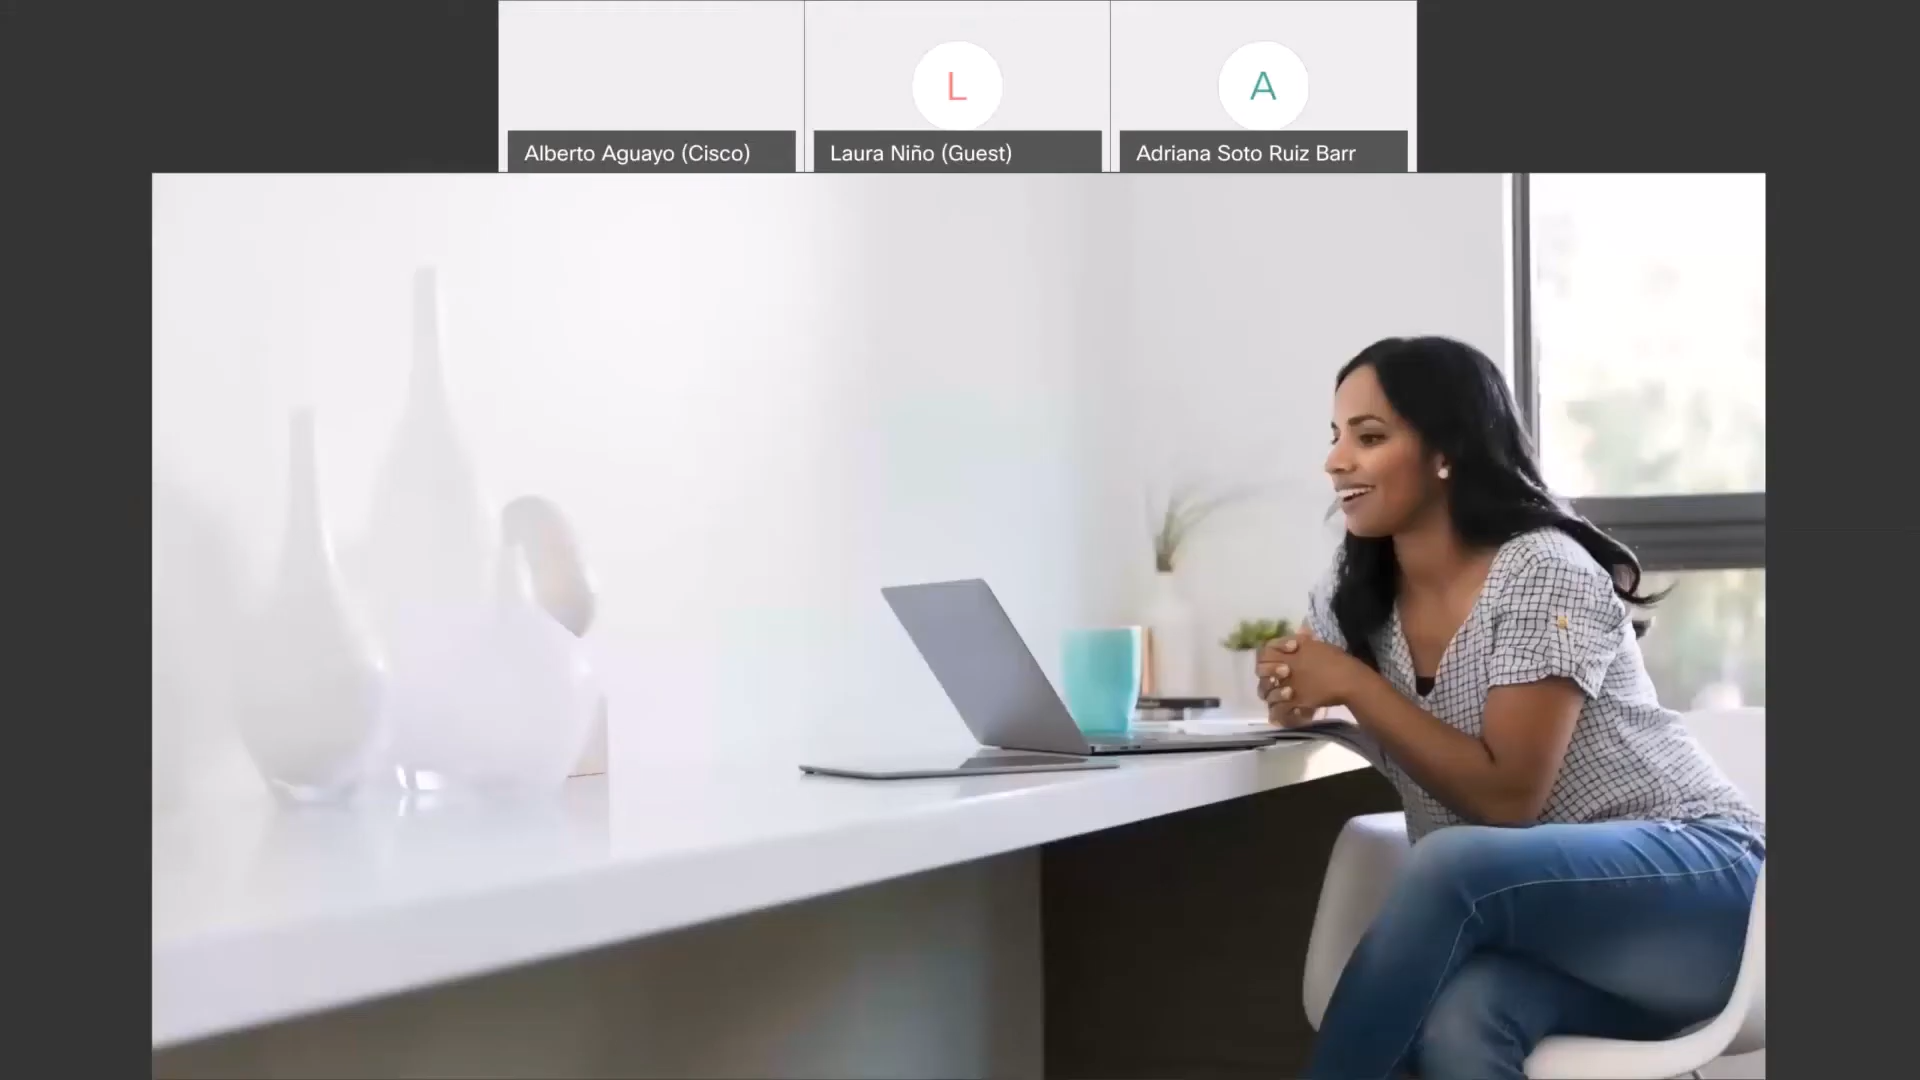 Alberto Aguayo (Cisco)
L
Laura Niño (Guest)
A
Adriana Soto Ruiz Barr